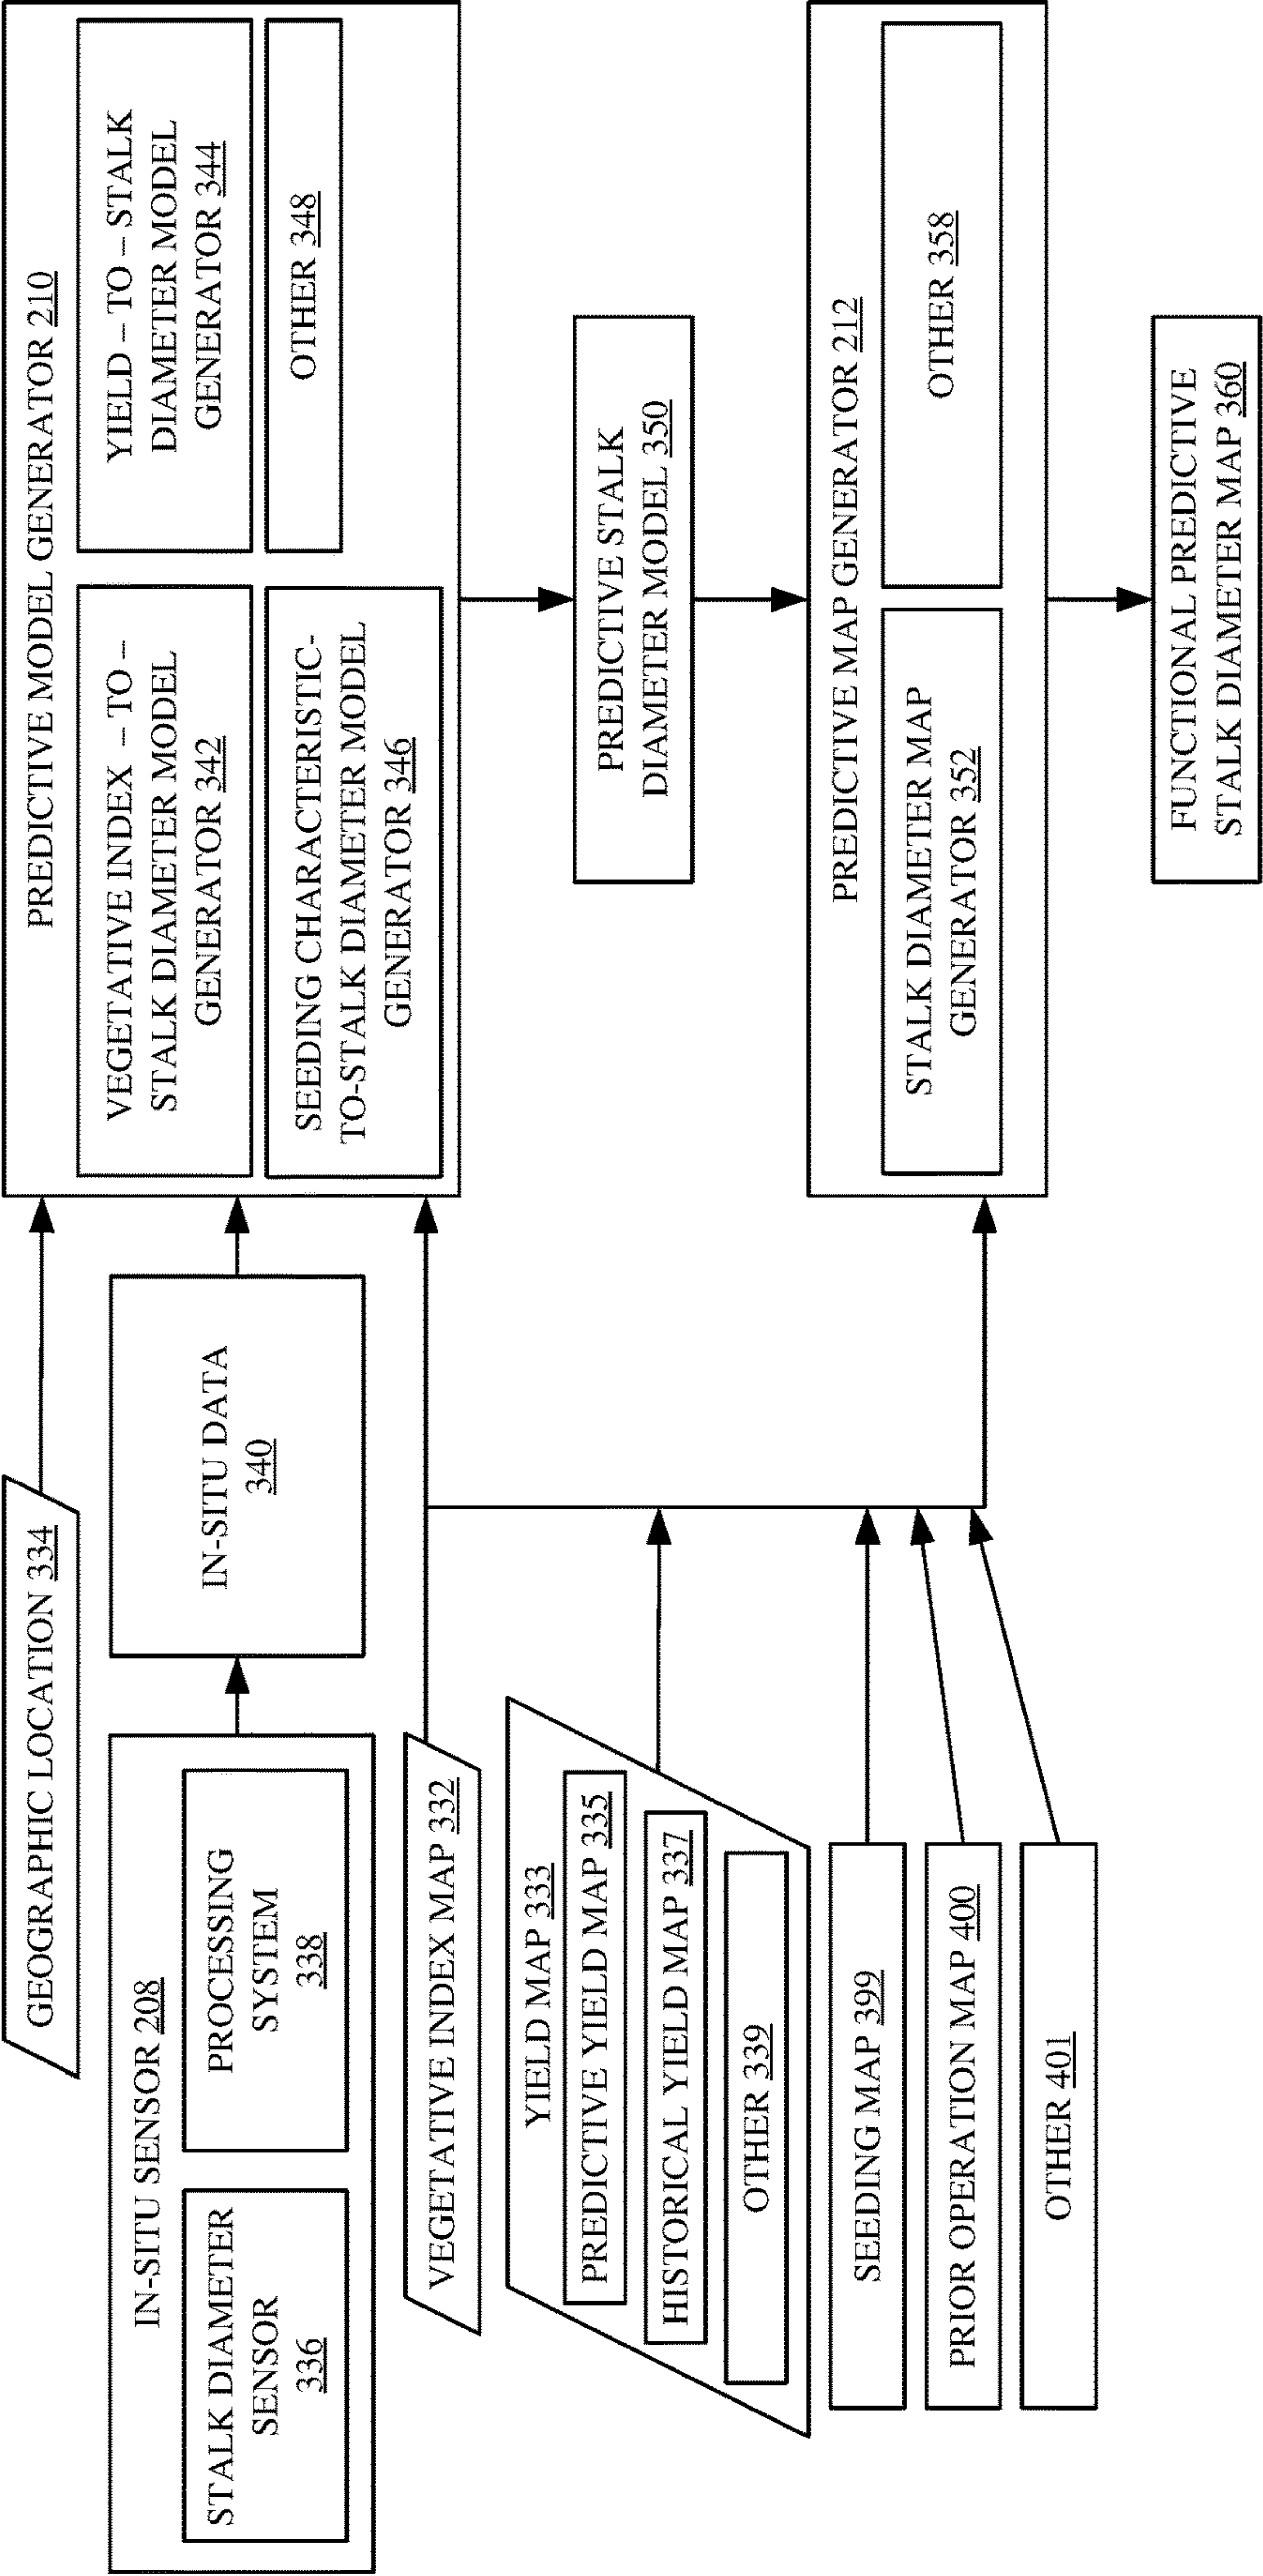 GEOGRAPHIC LOCATION 334
IN-SITU SENSOR 208
STALK DIAMETER
SENSOR
336
PROCESSING
SYSTEM
338
IN-SITU DATA
340
VEGETATIVE INDEX MAP 332
YIELD MAP 333
PREDICTIVE YIELD MAP 335
HISTORICAL YIELD MAP 337
OTHER 339
SEEDING MAP 399
PRIOR OPERATION MAP 400
OTHER 401
PREDICTIVE MODEL GENERATOR 210
VEGETATIVE INDEX – TO –
STALK DIAMETER MODEL
GENERATOR 342
YIELD – TO – STALK
DIAMETER MODEL
GENERATOR 344
SEEDING CHARACTERISTIC-
TO-STALK DIAMETER MODEL
GENERATOR 346
OTHER 348
PREDICTIVE STALK
DIAMETER MODEL 350
PREDICTIVE MAP GENERATOR 212
STALK DIAMETER MAP
GENERATOR 352
OTHER 358
FUNCTIONAL PREDICTIVE
STALK DIAMETER MAP 360